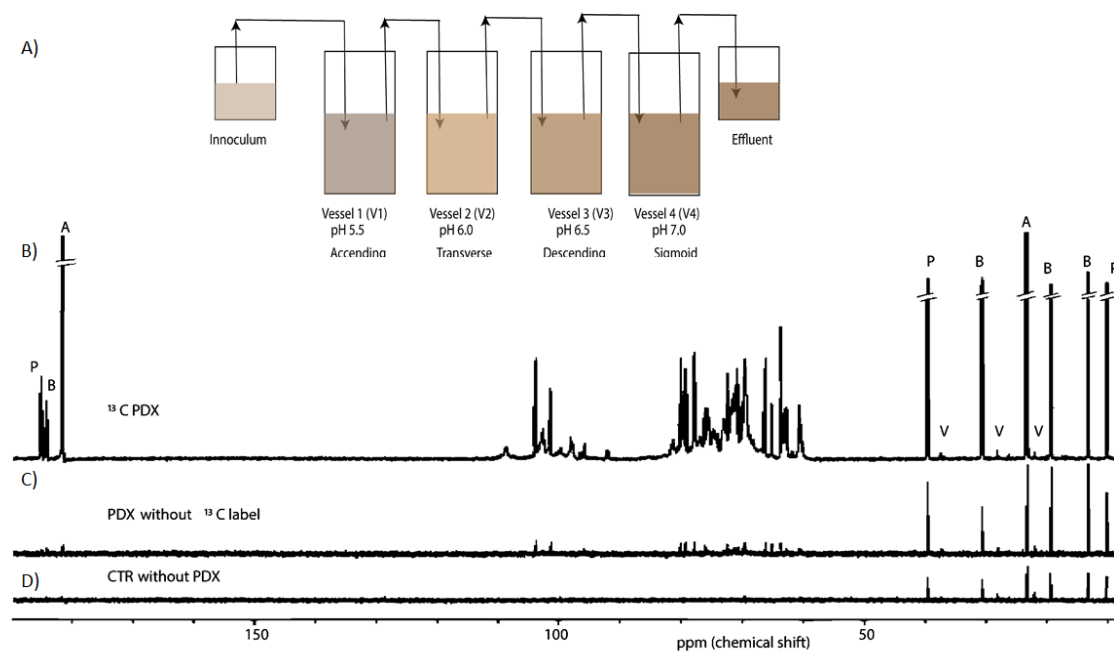 A)
Innoculum
Effluent
Vessel 1 (V1)
pH 5.5
Accending
Vessel 2 (V2)
pH 6.0
Transverse
Vessel 3 (V3)
pH 6.5
Descending
Vessel 4 (V4)
pH 7.0
Sigmoid
B)
A
P
B
¹³ C PDX
P
V
B
V
A
V
B
B
P
C)
PDX without ¹³ C label
D)
CTR without PDX
150
100
ppm (chemical shift)
50